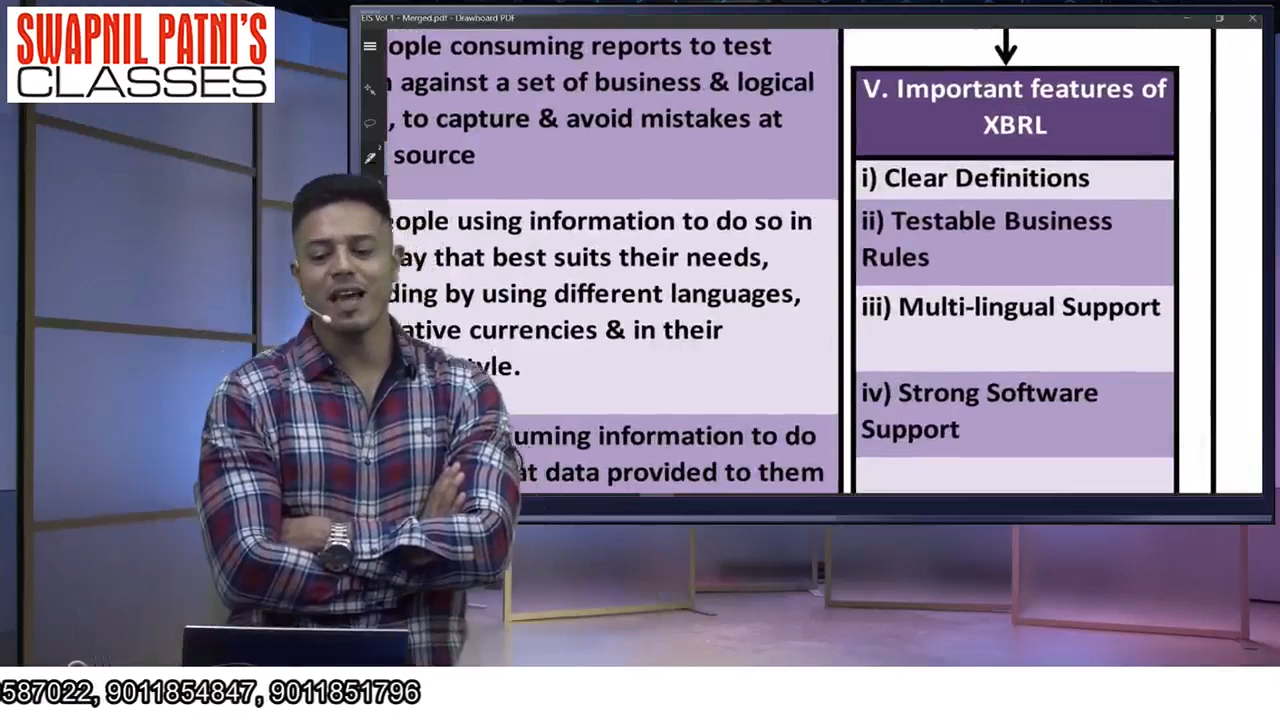 SWAPNIL PATNI'S
CLASSES
EIS Vol 1 - Merged.pdf - Drawboard PDF
ople consuming reports to test
against a set of business & logical
, to capture & avoid mistakes at
source
eople using information to do so in
ay that best suits their needs,
ding by using different languages,
ative currencies & in their
tyle.
uming information to do
at data provided to them
V. Important features of
XBRL
i) Clear Definitions
ii) Testable Business
Rules
iii) Multi-lingual Support
iv) Strong Software
Support
587022, 9011854847, 9011851796